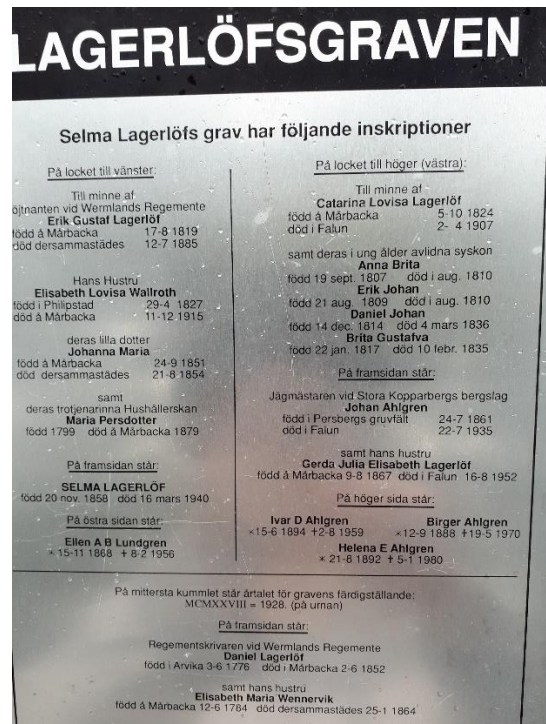 LAGERLÖFSGRAVEN
Selma Lagerlöfs grav har följande inskriptioner
På locket till vänster:
Till minne af
öjtnanten vid Wermlands Regemente
Erik Gustaf Lagerlöf
född å Mårbacka 17-8 1819
död dersammastädes 12-7 1885
Hans Hustru
Elisabeth Lovisa Wallroth
född i Philipstad 29-4 1827
död å Mårbacka 11-12 1915
deras lilla dotter
Johanna Maria
född å Mårbacka 24-9 1851
död dersammastädes 21-8 1854
samt
deras trotjenarinna Hushållerskan
Maria Persdotter
född 1799 död å Mårbacka 1879
På framsidan står:
SELMA LAGERLÖF
född 20 nov. 1858 död 16 mars 1940
På östra sidan står:
Ellen A B Lundgren
* 15-11 1868 + 8-2 1956
På locket till höger (västra):
Till minne af
Catarina Lovisa Lagerlöf
född å Mårbacka 5-10 1824
död i Falun 2- 4 1907
samt deras i ung ålder avlidna syskon
Anna Brita
född 19 sept. 1807 död i aug. 1810
Erik Johan
född 21 aug. 1809 död i aug. 1810
Daniel Johan
född 14 dec. 1814 död 4 mars 1836
Brita Gustafva
född 22 jan. 1817 död 10 febr. 1835
På framsidan står:
Jägmästaren vid Stora Kopparbergs bergslag
Johan Ahlgren
född i Persbergs gruvfält 24-7 1861
död i Falun 22-7 1935
samt hans hustru
Gerda Julia Elisabeth Lagerlöf
född å Mårbacka 9-8 1867 död i Falun 16-8 1952
På höger sida står:
Ivar D Ahlgren Birger Ahlgren
*15-6 1894 +2-8 1959 *12-9 1888 +19-5 1970
Helena E Ahlgren
* 21-8 1892 + 5-1 1980
På mittersta kummlet står årtalet för gravens färdigställande:
MCMXXVIII = 1928. (på urnan)
På framsidan står:
Regementskrivaren vid Wermlands Regemente
Daniel Lagerlöf
född i Arvika 3-6 1776 död i Mårbacka 2-6 1852
samt hans hustru
Elisabeth Maria Wennervik
född å Mårbacka 12-6 1784 död dersammastädes 25-1 1864